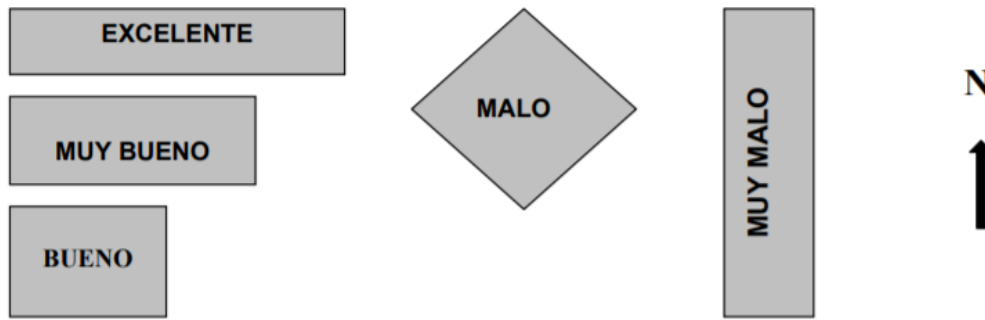 EXCELENTE
MUY BUENO
BUENO
MALO
MUY MALO
N